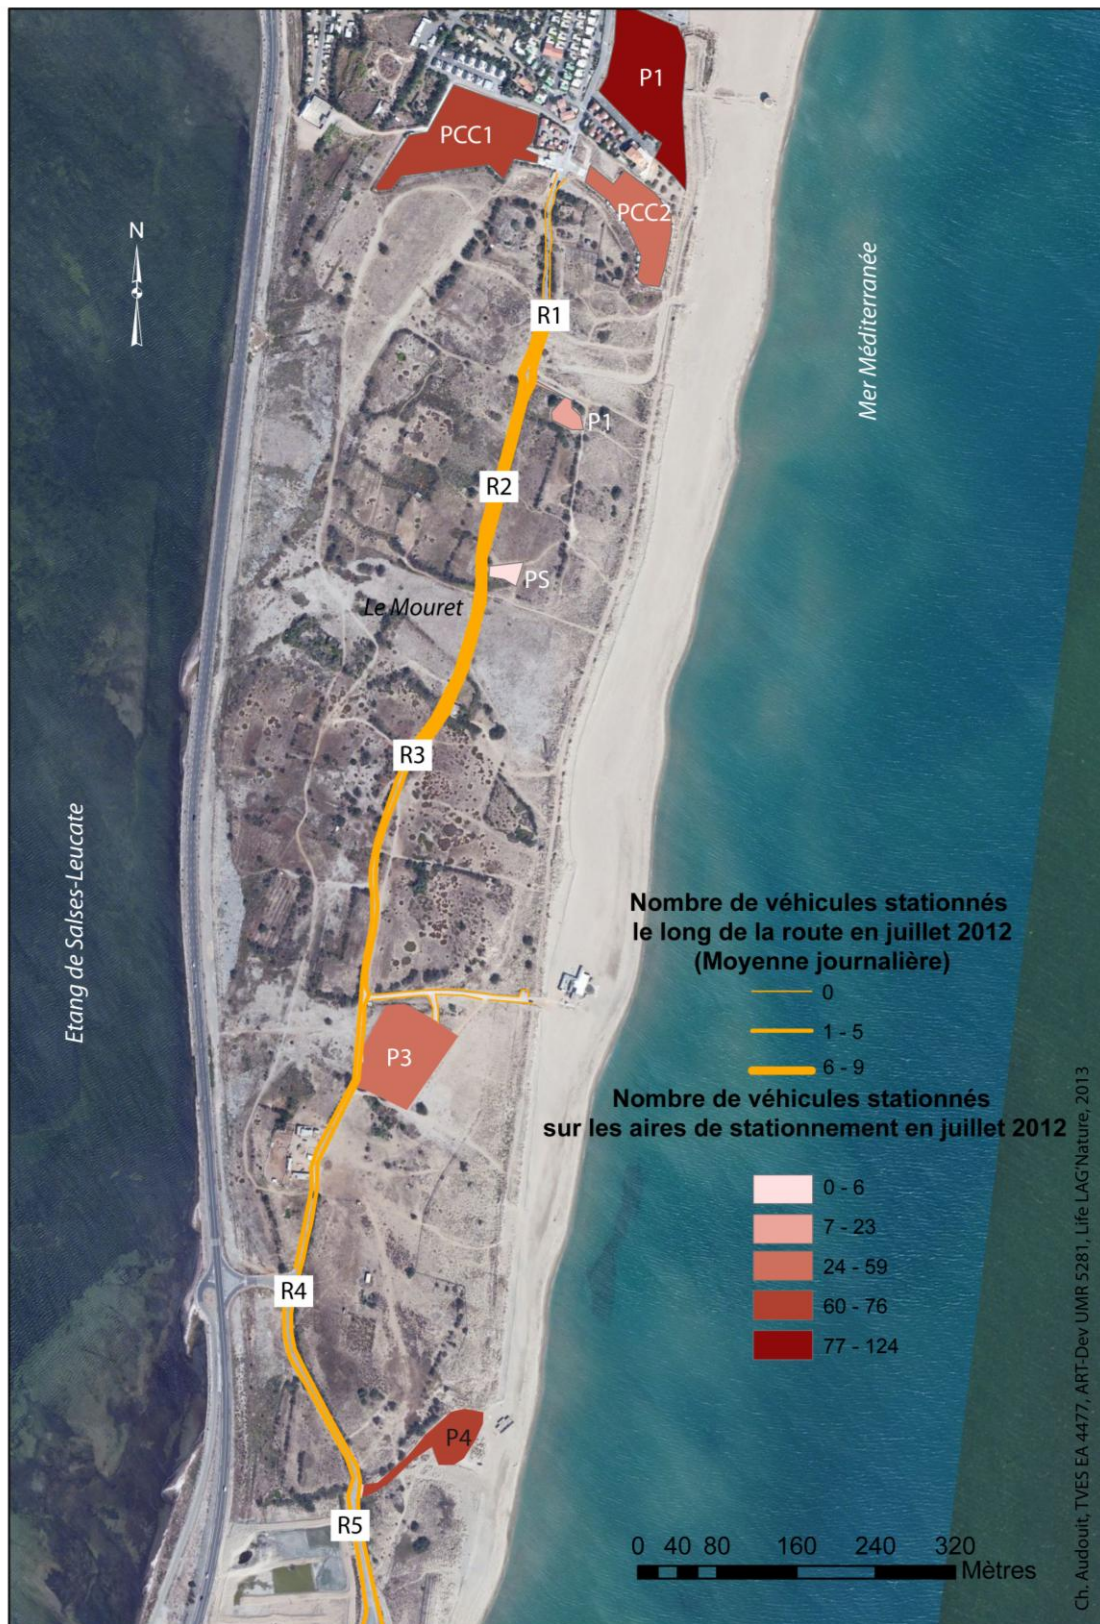 P1
PCC1
PCC2
N
Mer Méditerranée
R1
P1
R2
PS
Le Mouret
R3
Etang de Salses-Leucate
Nombre de véhicules stationnés
le long de la route en juillet 2012
(Moyenne journalière)
0
1 - 5
6 - 9
P3
Nombre de véhicules stationnés
sur les aires de stationnement en juillet 2012
0 - 6
7 - 23
24 - 59
60 - 76
77 - 124
R4
P4
R5
0 40 80 160 240 320
Mètres
Ch. Audouit, TVES EA 4477, ART-Dev UMR 5281, Life LAG'Nature, 2013